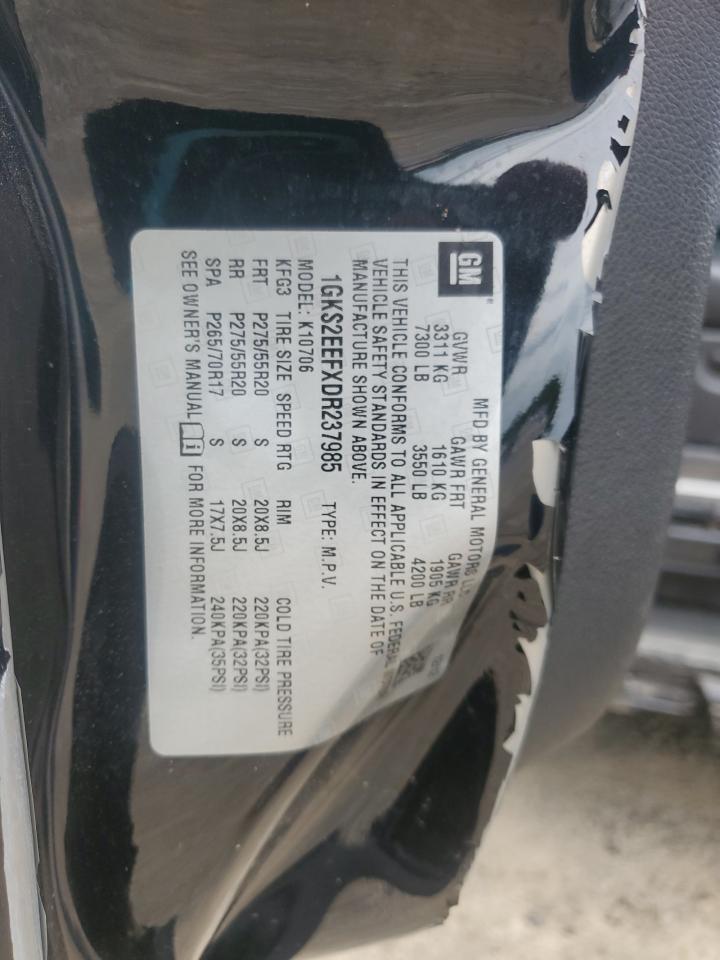 GM
MFD BY GENERAL MOTORS LLC
GVWR GAWR FRT GAWR RR
3311 KG 1610 KG 1905 KG
7300 LB 3550 LB 4200 LB
THIS VEHICLE CONFORMS TO ALL APPLICABLE U.S. FEDERAL
VEHICLE SAFETY STANDARDS IN EFFECT ON THE DATE OF
MANUFACTURE SHOWN ABOVE.
1GKS2EEFXDR237985 TYPE: M.P.V.
MODEL: K10706
KFG3 TIRE SIZE SPEED RTG RIM COLD TIRE PRESSURE
FRT P275/55R20 S 20X8.5J 220KPA(32PSI)
RR P275/55R20 S 20X8.5J 220KPA(32PSI)
SPA P265/70R17 S 17X7.5J 240KPA(35PSI)
SEE OWNER'S MANUAL FOR MORE INFORMATION.